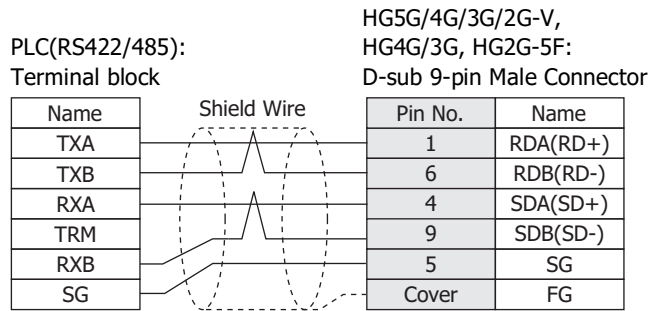 HG5G/4G/3G/2G-V,
PLC(RS422/485): HG4G/3G, HG2G-5F:
Terminal block D-sub 9-pin Male Connector
Name Shield Wire Pin No. Name
TXA 1 RDA(RD+)
TXB 6 RDB(RD-)
RXA 4 SDA(SD+)
TRM 9 SDB(SD-)
RXB 5 SG
SG Cover FG